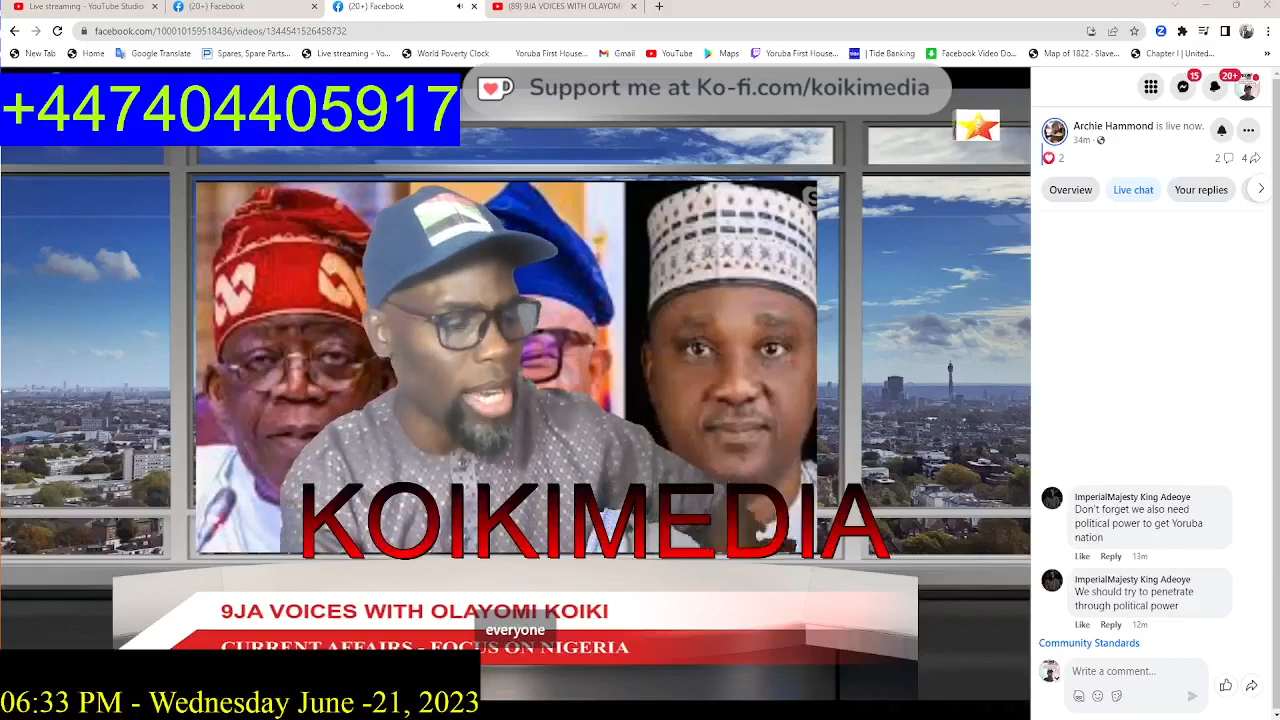 Live streaming - YouTube Studio
(20+) Facebook
(20+) Facebook
(89) 9JA VOICES WITH OLAYOMI
facebook.com/100010159518436/videos/1344541526458732
New Tab
Home
Google Translate
Spares, Spare Parts...
Live streaming - Yo...
World Poverty Clock
Yoruba First House...
Gmail
YouTube
Maps
Yoruba First House...
| Tide Banking
Facebook Video Do...
Map of 1822 - Slave...
Chapter I | United...
+447404405917
Support me at Ko-fi.com/koikimedia
15
20+
Archie Hammond is live now.
34m
2
2
4
Overview
Live chat
Your replies
KOIKIMEDIA
9JA VOICES WITH OLAYOMI KOIKI
everyone
CURRENT AFFAIRS - FOCUS ON NIGERIA
06:33 PM - Wednesday June -21, 2023
ImperialMajesty King Adeoye
Don't forget we also need
political power to get Yoruba
nation
Like Reply 13m
ImperialMajesty King Adeoye
We should try to penetrate
through political power
Like Reply 12m
Community Standards
Write a comment...